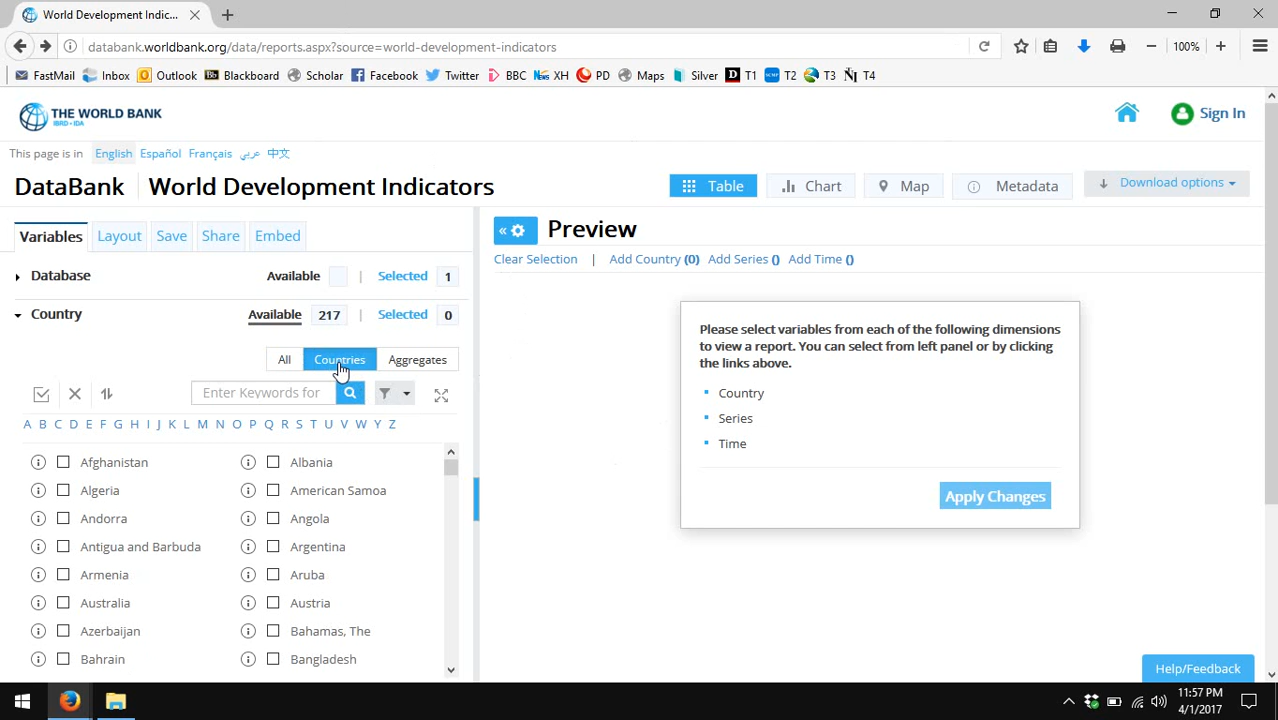 World Development Indic...
databank.worldbank.org/data/reports.aspx?source=world-development-indicators
100%
FastMail Inbox Outlook Bb Blackboard Scholar Facebook Twitter BBC XH PD Maps Silver D T1 SCMP T2 T3 T4
THE WORLD BANK
IBRD • IDA
Sign In
This page is in English Español Français عربي 中文
DataBank World Development Indicators
Table Chart Map Metadata Download options
Variables Layout Save Share Embed
« Preview
Clear Selection | Add Country (0) Add Series () Add Time ()
Database Available | Selected 1
Country Available 217 | Selected 0
All Countries Aggregates
Enter Keywords for
A B C D E F G H I J K L M N O P Q R S T U V W Y Z
Afghanistan Albania
Algeria American Samoa
Andorra Angola
Antigua and Barbuda Argentina
Armenia Aruba
Australia Austria
Azerbaijan Bahamas, The
Bahrain Bangladesh
Please select variables from each of the following dimensions
to view a report. You can select from left panel or by clicking
the links above.
Country
Series
Time
Apply Changes
Help/Feedback
11:57 PM
4/1/2017